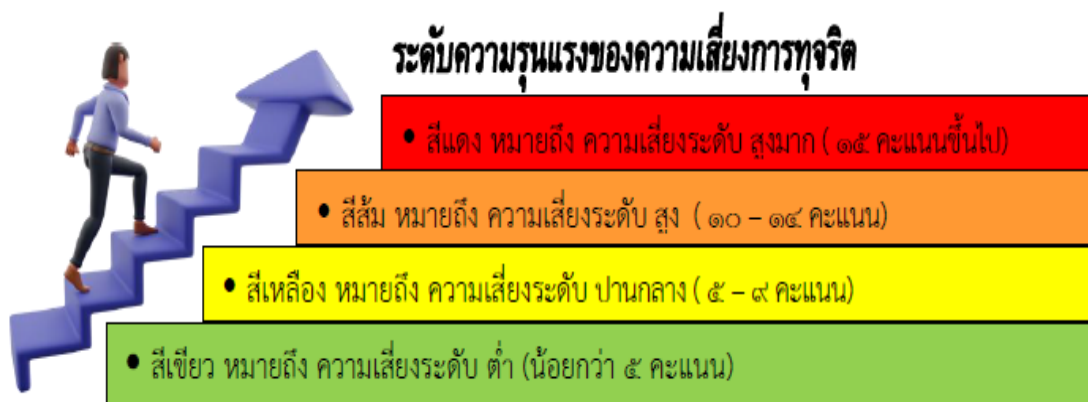 ระดับความรุนแรงของความเสี่ยงการทุจริต
• สีแดง หมายถึง ความเสี่ยงระดับ สูงมาก ( ๑๕ คะแนนขึ้นไป)
• สีส้ม หมายถึง ความเสี่ยงระดับ สูง ( ๑๐ – ๑๔ คะแนน)
• สีเหลือง หมายถึง ความเสี่ยงระดับ ปานกลาง ( ๕ – ๙ คะแนน)
• สีเขียว หมายถึง ความเสี่ยงระดับ ต่ำ (น้อยกว่า ๕ คะแนน)